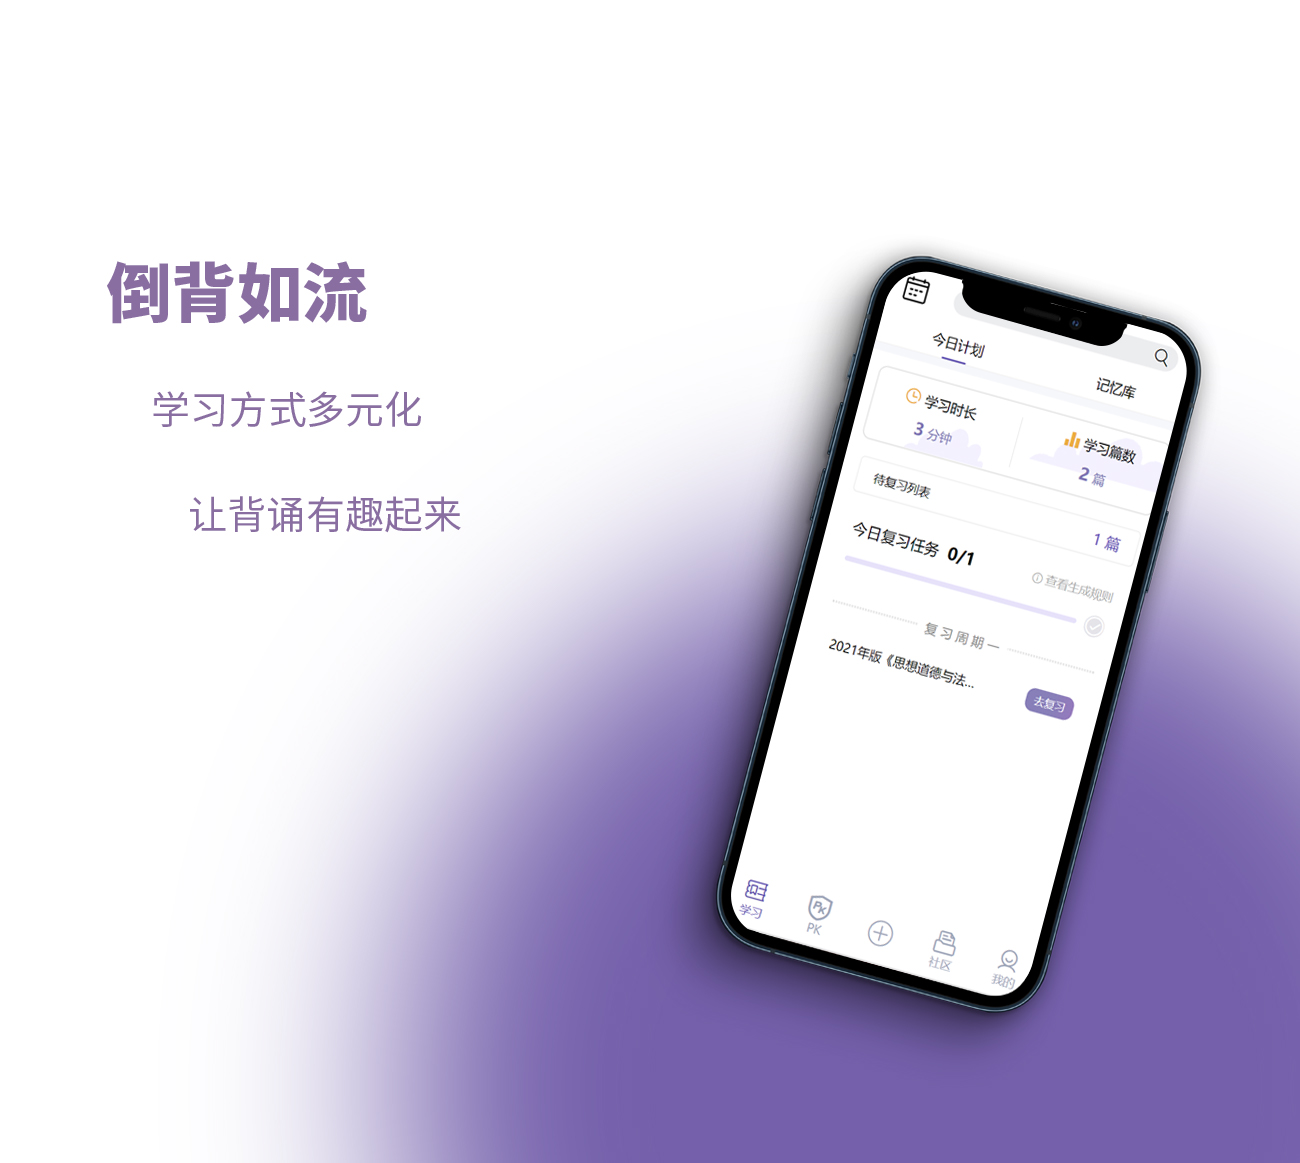 倒背如流
学习方式多元化
让背诵有趣起来
今日计划
记忆库
学习时长
3 分钟
学习篇数
2 篇
待复习列表
1 篇
今日复习任务 0/1
查看生成规则
复习周期一
2021年版《思想道德与法...
去复习
学习
PK
PK
社区
我的